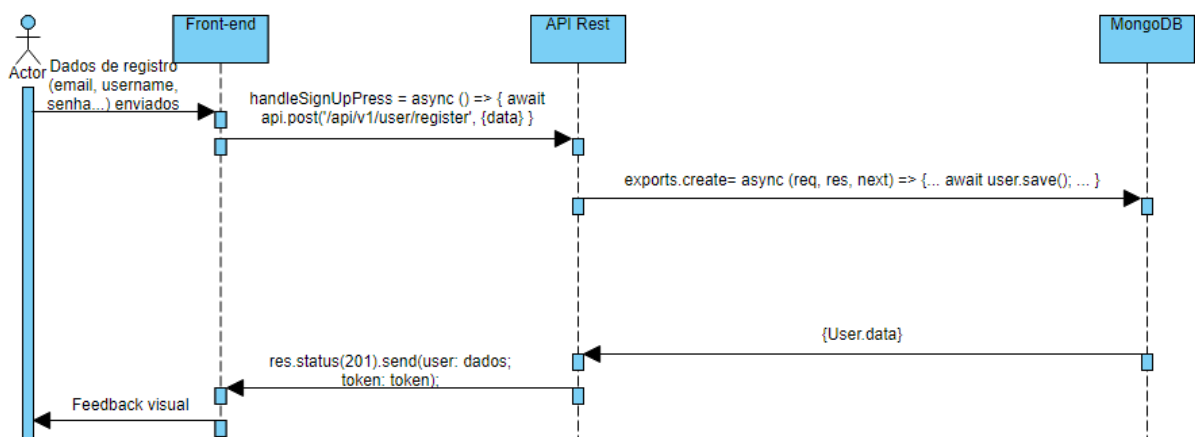 Front-end
API Rest
MongoDB
Actor
Dados de registro
(email, username,
senha...) enviados
handleSignUpPress = async () => { await
api.post('/api/v1/user/register', {data} }
exports.create= async (req, res, next) => {... await user.save(); ... }
{User.data}
res.status(201).send(user: dados;
token: token);
Feedback visual